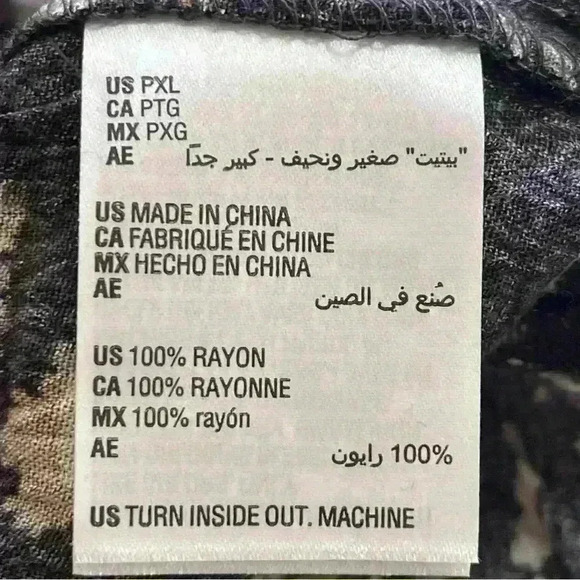 US PXL
CA PTG
MX PXG
AE "بيتيت" صغير ونحيف - كبير جدًا
US MADE IN CHINA
CA FABRIQUÉ EN CHINE
MX HECHO EN CHINA
AE صُنع في الصين
US 100% RAYON
CA 100% RAYONNE
MX 100% rayón
AE 100% رايون
US TURN INSIDE OUT. MACHINE